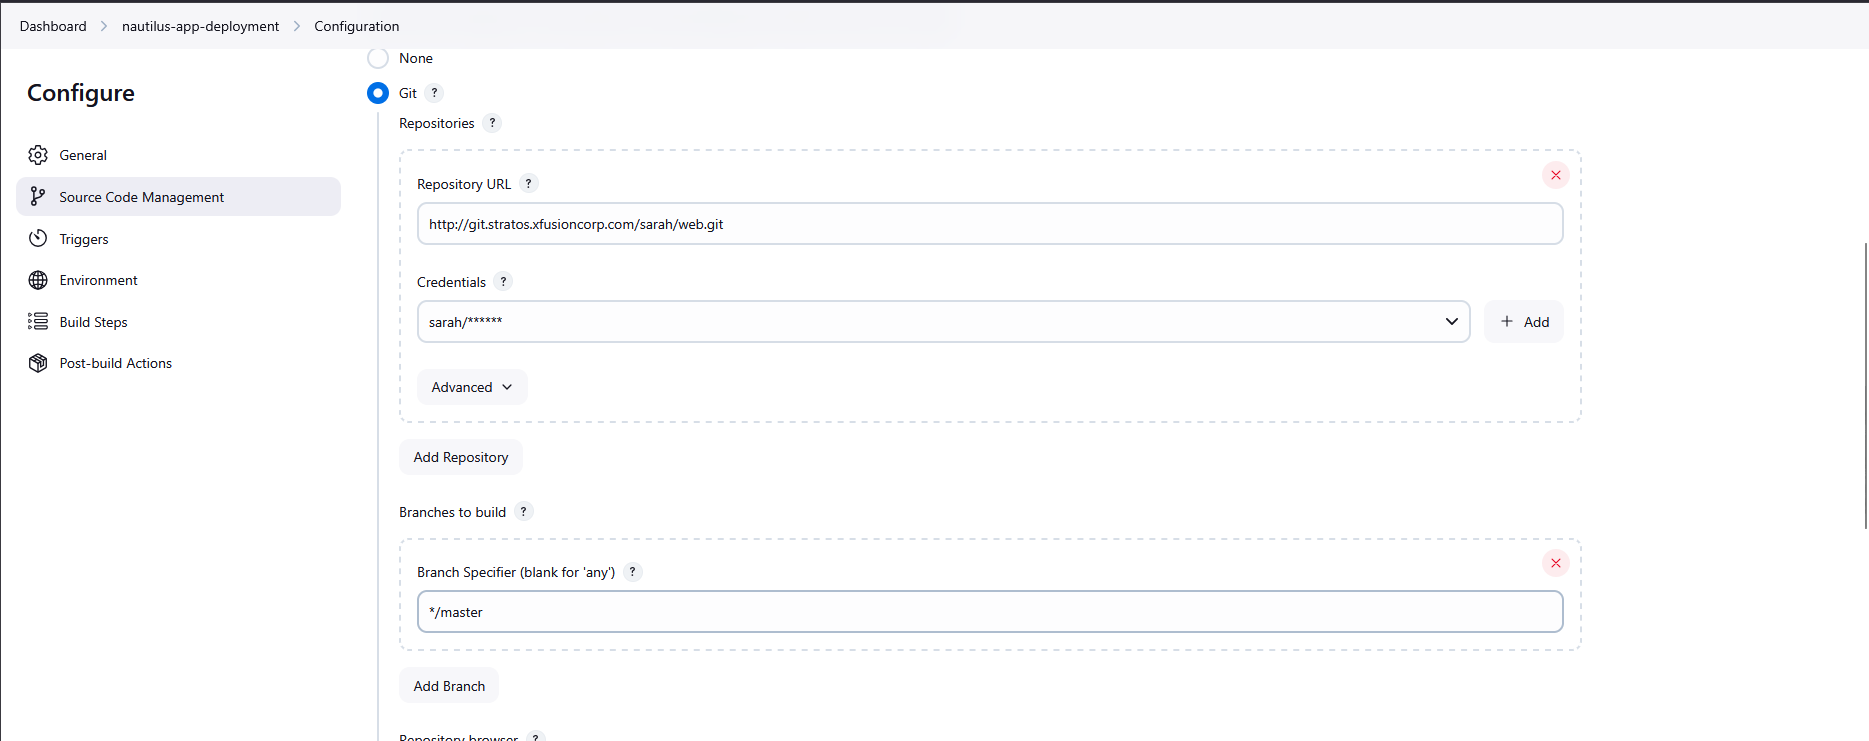 Dashboard > nautilus-app-deployment > Configuration
Configure
General
Source Code Management
Triggers
Environment
Build Steps
Post-build Actions
None
Git ?
Repositories ?
Repository URL ?
http://git.stratos.xfusioncorp.com/sarah/web.git
Credentials ?
sarah/******
+ Add
Advanced
Add Repository
Branches to build ?
Branch Specifier (blank for 'any') ?
*/master
Add Branch
Repository browser ?